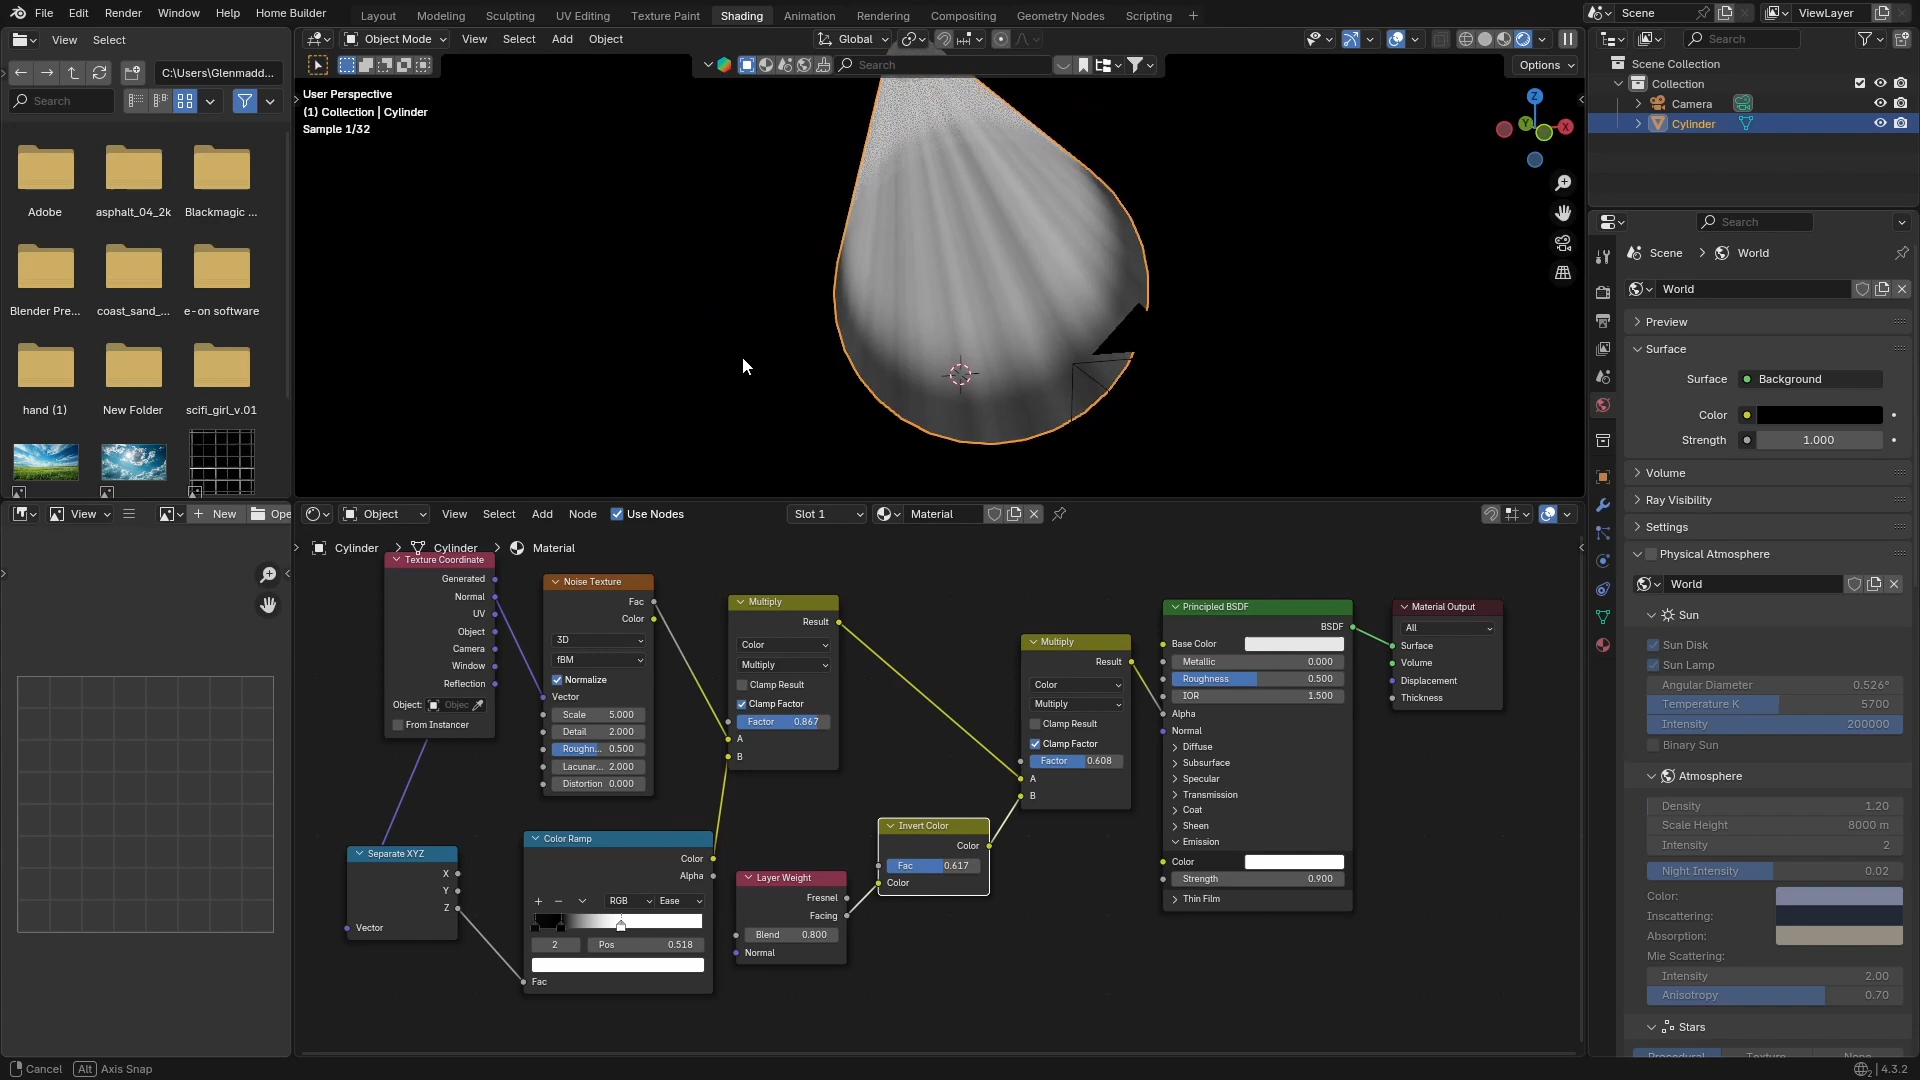 File Edit Render Window Help Home Builder
Layout Modeling Sculpting UV Editing Texture Paint Shading Animation Rendering Compositing Geometry Nodes Scripting +
Scene
ViewLayer
View Select
C:\Users\Glenmadd...
Search
Adobe
asphalt_04_2k
Blackmagic ...
Blender Pre...
coast_sand_...
e-on software
hand (1)
New Folder
scifi_girl_v.01
Object Mode View Select Add Object
Global
Search
Options
User Perspective
(1) Collection | Cylinder
Sample 1/32
Z
Y
X
Search
Scene Collection
Collection
Camera
Cylinder
Search
Scene > World
World
Preview
Surface
Surface Background
Color
Strength 1.000
Volume
Ray Visibility
Settings
Physical Atmosphere
World
Sun
Sun Disk
Sun Lamp
Angular Diameter 0.526°
Temperature K 5700
Intensity 200000
Binary Sun
Atmosphere
Density 1.20
Scale Height 8000 m
Intensity 2
Night Intensity 0.02
Color:
Inscattering:
Absorption:
Mie Scattering:
Intensity 2.00
Anisotropy 0.70
Stars
Procedural Texture None
View
New
Ope
Object View Select Add Node Use Nodes
Slot 1
Material
Cylinder > Cylinder > Material
Texture Coordinate
Generated
Normal
UV
Object
Camera
Window
Reflection
Object: Objec
From Instancer
Separate XYZ
X
Y
Z
Vector
Noise Texture
Fac
Color
3D
fBM
Normalize
Vector
Scale 5.000
Detail 2.000
Roughn... 0.500
Lacunar... 2.000
Distortion 0.000
Color Ramp
Color
Alpha
+ − RGB Ease
2 Pos 0.518
Fac
Multiply
Result
Color
Multiply
Clamp Result
Clamp Factor
Factor 0.867
A
B
Layer Weight
Fresnel
Facing
Blend 0.800
Normal
Invert Color
Color
Fac 0.617
Color
Multiply
Result
Color
Multiply
Clamp Result
Clamp Factor
Factor 0.608
A
B
Principled BSDF
BSDF
Base Color
Metallic 0.000
Roughness 0.500
IOR 1.500
Alpha
Normal
Diffuse
Subsurface
Specular
Transmission
Coat
Sheen
Emission
Color
Strength 0.900
Thin Film
Material Output
All
Surface
Volume
Displacement
Thickness
Cancel Alt Axis Snap
4.3.2